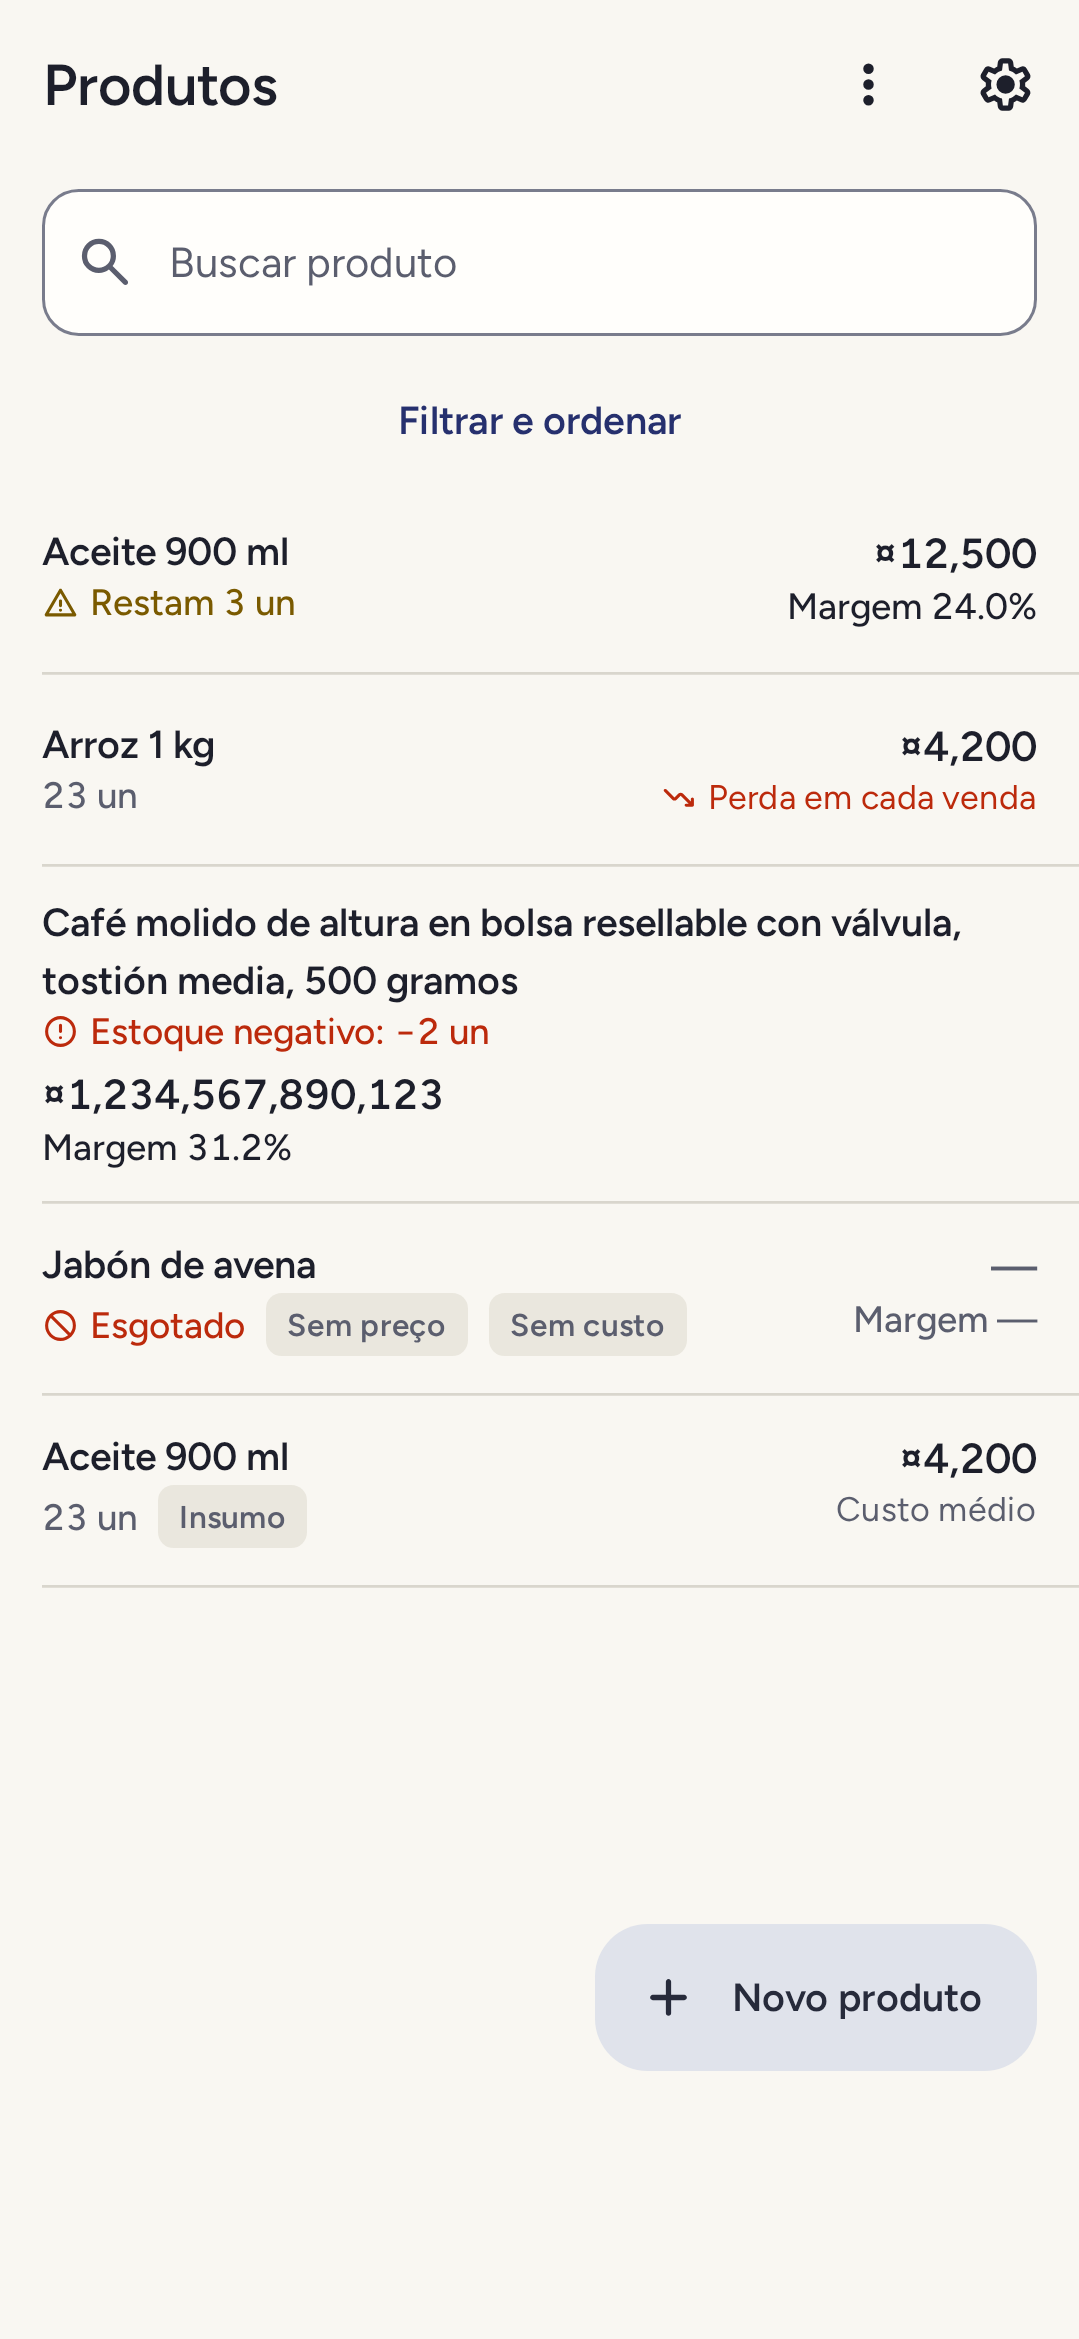 Produtos
Buscar produto
Filtrar e ordenar
Aceite 900 ml
¤12,500
Restam 3 un
Margem 24.0%
Arroz 1 kg
¤4,200
23 un
Perda em cada venda
Café molido de altura en bolsa resellable con válvula,
tostión media, 500 gramos
Estoque negativo: −2 un
¤1,234,567,890,123
Margem 31.2%
Jabón de avena
—
Esgotado
Sem preço
Sem custo
Margem —
Aceite 900 ml
¤4,200
23 un
Insumo
Custo médio
Novo produto